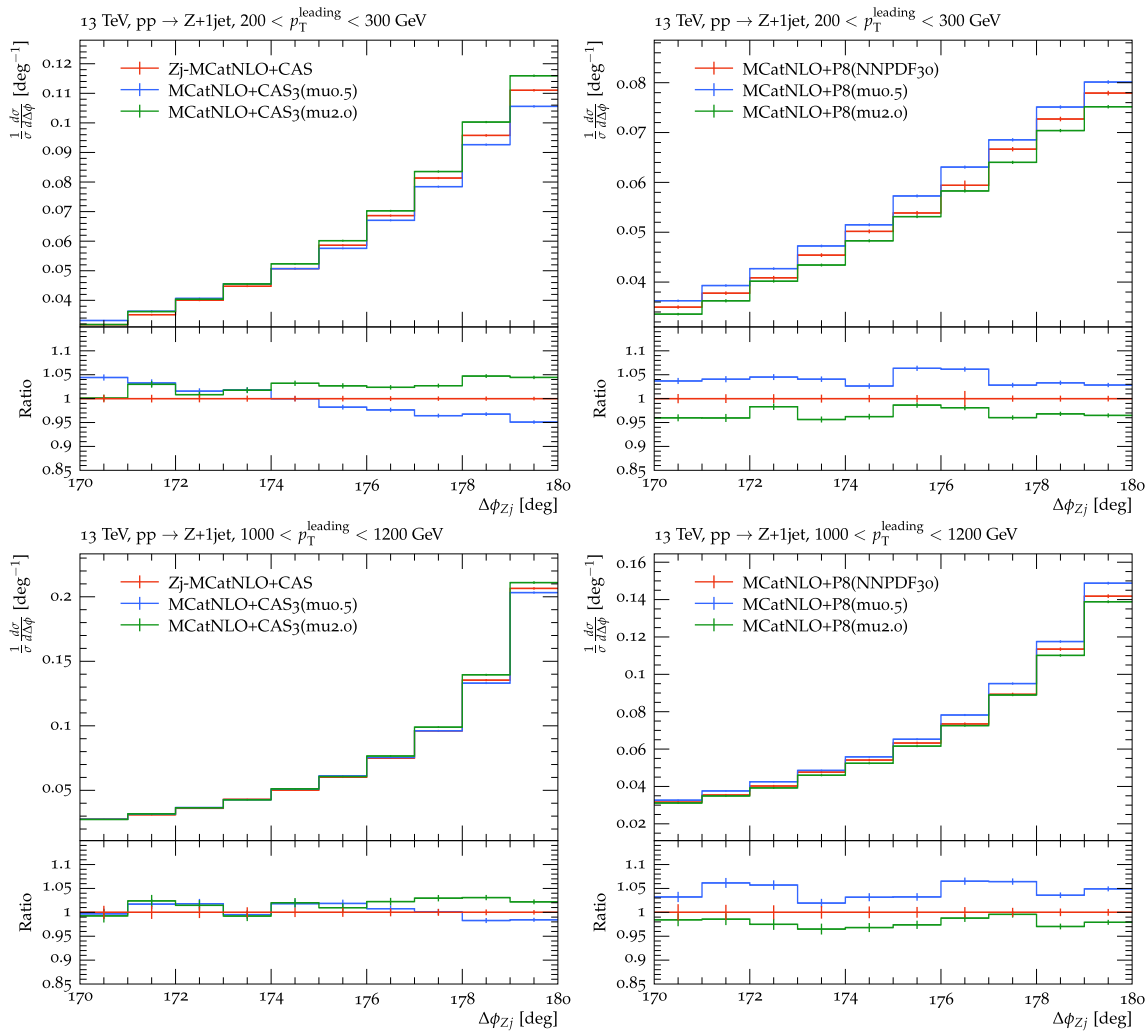 13 TeV, pp → Z+1jet, 200 < p_T^leading < 300 GeV
1/σ dσ/dΔϕ [deg⁻¹]
0.12
0.11
0.1
0.09
0.08
0.07
0.06
0.05
0.04
Zj-MCatNLO+CAS
MCatNLO+CAS3(mu0.5)
MCatNLO+CAS3(mu2.0)
Ratio
1.1
1.05
1
0.95
0.9
0.85
170 172 174 176 178 180
Δϕ_Zj [deg]
13 TeV, pp → Z+1jet, 200 < p_T^leading < 300 GeV
1/σ dσ/dΔϕ [deg⁻¹]
0.08
0.07
0.06
0.05
0.04
MCatNLO+P8(NNPDF30)
MCatNLO+P8(mu0.5)
MCatNLO+P8(mu2.0)
Ratio
1.1
1.05
1
0.95
0.9
0.85
170 172 174 176 178 180
Δϕ_Zj [deg]
13 TeV, pp → Z+1jet, 1000 < p_T^leading < 1200 GeV
1/σ dσ/dΔϕ [deg⁻¹]
0.2
0.15
0.1
0.05
Zj-MCatNLO+CAS
MCatNLO+CAS3(mu0.5)
MCatNLO+CAS3(mu2.0)
Ratio
1.1
1.05
1
0.95
0.9
0.85
170 172 174 176 178 180
Δϕ_Zj [deg]
13 TeV, pp → Z+1jet, 1000 < p_T^leading < 1200 GeV
1/σ dσ/dΔϕ [deg⁻¹]
0.16
0.14
0.12
0.1
0.08
0.06
0.04
0.02
MCatNLO+P8(NNPDF30)
MCatNLO+P8(mu0.5)
MCatNLO+P8(mu2.0)
Ratio
1.1
1.05
1
0.95
0.9
0.85
170 172 174 176 178 180
Δϕ_Zj [deg]